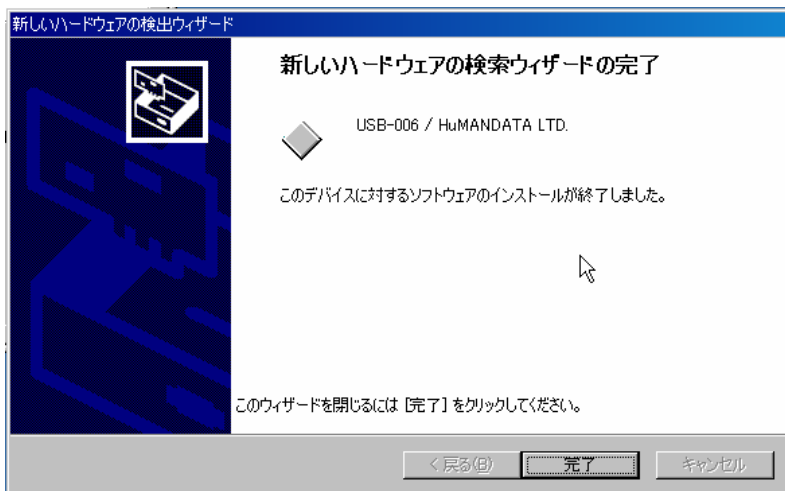 新しいハードウェアの検出ウィザード
新しいハードウェアの検索ウィザードの完了
USB-006 / HuMANDATA LTD.
このデバイスに対するソフトウェアのインストールが終了しました。
このウィザードを閉じるには [完了] をクリックしてください。
< 戻る(B) 完了 キャンセル